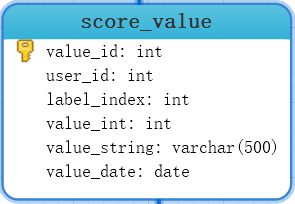 score_value
value_id: int
user_id: int
label_index: int
value_int: int
value_string: varchar(500)
value_date: date